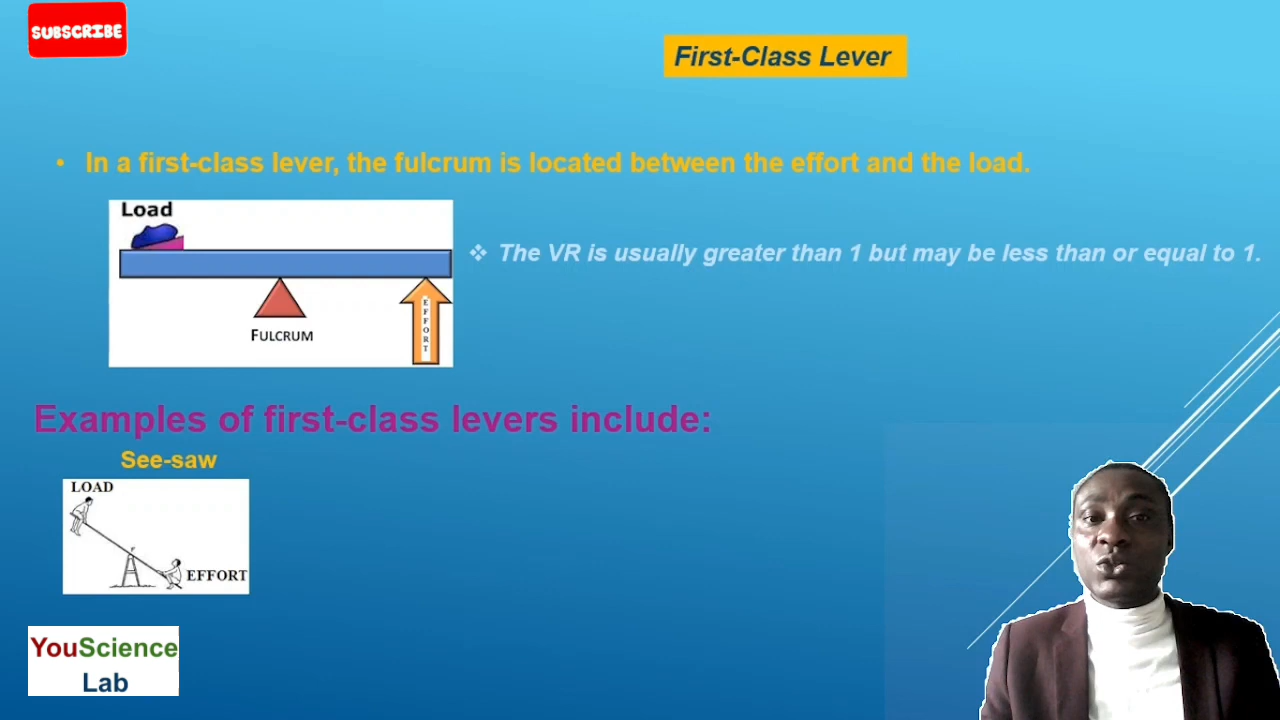 SUBSCRIBE
First-Class Lever
• In a first-class lever, the fulcrum is located between the effort and the load.
Load
❖ The VR is usually greater than 1 but may be less than or equal to 1.
EFFORT
FULCRUM
Examples of first-class levers include:
See-saw
LOAD
EFFORT
YouScience
Lab